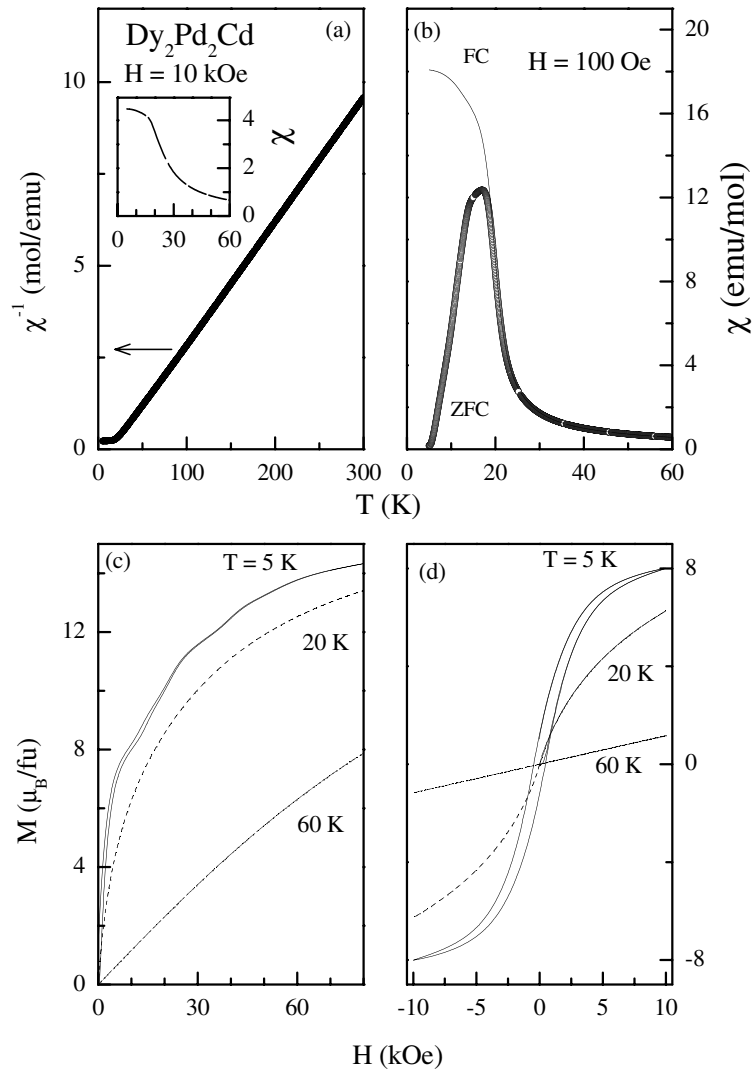 Dy₂Pd₂Cd
(a)
H = 10 kOe
χ
4
2
0
0 30 60
χ⁻¹ (mol/emu)
10
5
0
0 100 200 300
(b)
FC
H = 100 Oe
ZFC
20
16
12
8
4
0
χ (emu/mol)
0 20 40 60
T (K)
(c)
T = 5 K
20 K
60 K
M (μB/fu)
12
8
4
0
0 30 60
(d)
T = 5 K
20 K
60 K
8
0
-8
-10 -5 0 5 10
H (kOe)